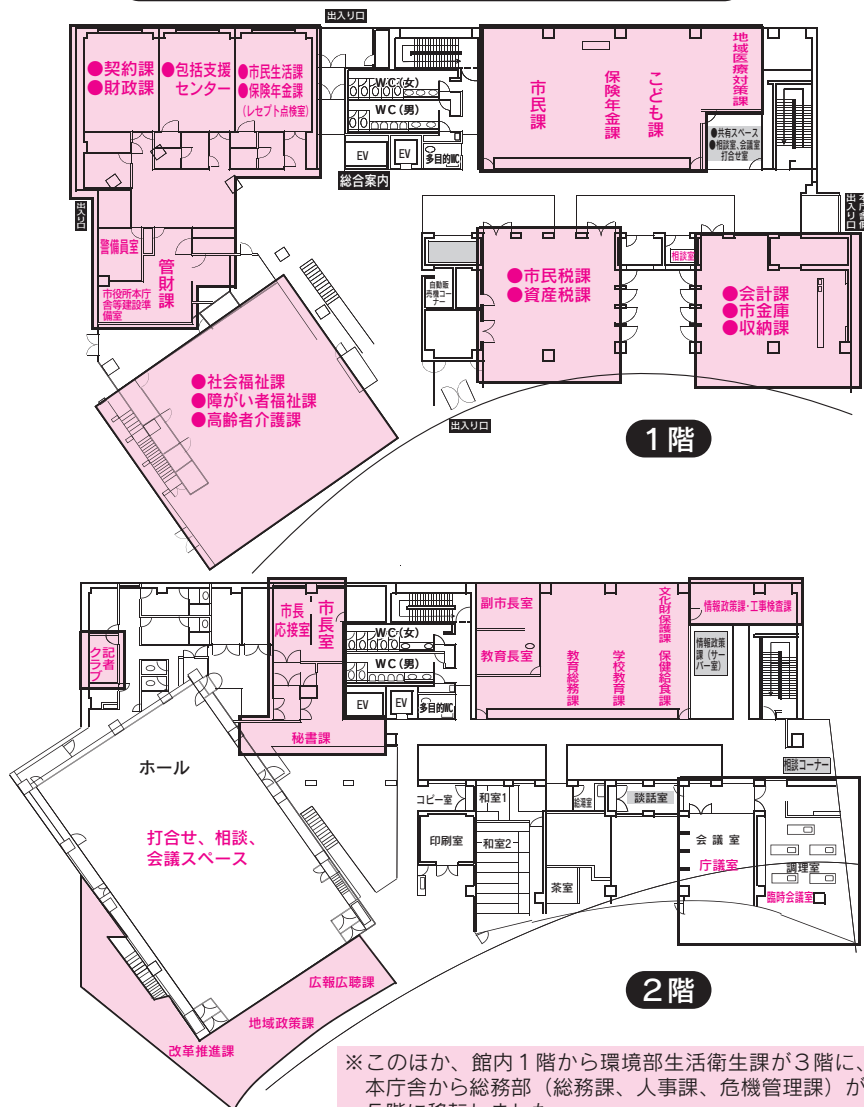 出入り口
●契約課
●財政課
●包括支援
センター
●市民生活課
●保険年金課
(レセプト点検室)
WC(女)
WC(男)
EV
EV
多目的WC
総合案内
市民課
保険年金課
こども課
地域医療対策課
●共有スペース
●相談室、会議室
打合せ室
出入り口
本庁舎側
出入り口
警備員室
管財課
市役所本庁
舎等建設準
備室
自動販
売機コー
ナー
●市民税課
●資産税課
相談室
●会計課
●市金庫
●収納課
●社会福祉課
●障がい者福祉課
●高齢者介護課
出入り口
1階
記者
クラブ
市長
応接室
市長室
WC(女)
WC(男)
EV
EV
多目的WC
秘書課
副市長室
教育長室
教育総務課
学校教育課
文化財保護課
保健給食課
情報政策課・工事検査課
情報政策
課(サー
バー室)
相談コーナー
ホール
打合せ、相談、
会議スペース
コピー室
和室1
給湯室
談話室
印刷室
和室2
茶室
会議室
庁議室
調理室
臨時会議室
広報広聴課
地域政策課
改革推進課
2階
※このほか、館内1階から環境部生活衛生課が3階に、
本庁舎から総務部(総務課、人事課、危機管理課)が